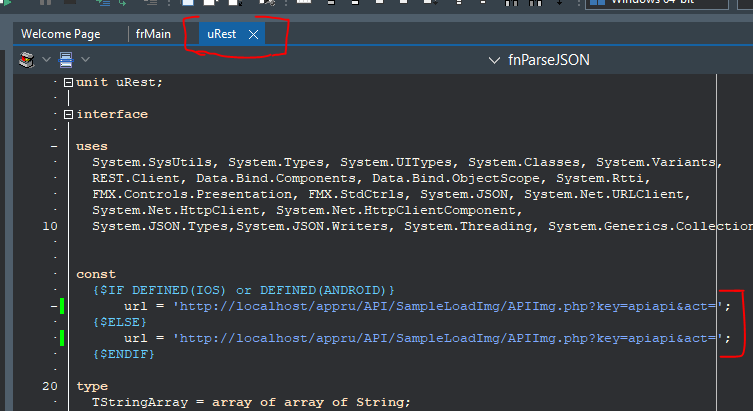 Windows 64-bit
Welcome Page frMain uRest
fnParseJSON
unit uRest;
interface
uses
System.SysUtils, System.Types, System.UITypes, System.Classes, System.Variants,
REST.Client, Data.Bind.Components, Data.Bind.ObjectScope, System.Rtti,
FMX.Controls.Presentation, FMX.StdCtrls, System.JSON, System.Net.URLClient,
System.Net.HttpClient, System.Net.HttpClientComponent,
10 System.JSON.Types,System.JSON.Writers, System.Threading, System.Generics.Collection
const
{$IF DEFINED(IOS) or DEFINED(ANDROID)}
url = 'http://localhost/appru/API/SampleLoadImg/APIImg.php?key=apiapi&act=';
{$ELSE}
url = 'http://localhost/appru/API/SampleLoadImg/APIImg.php?key=apiapi&act=';
{$ENDIF}
20 type
TStringArray = array of array of String;